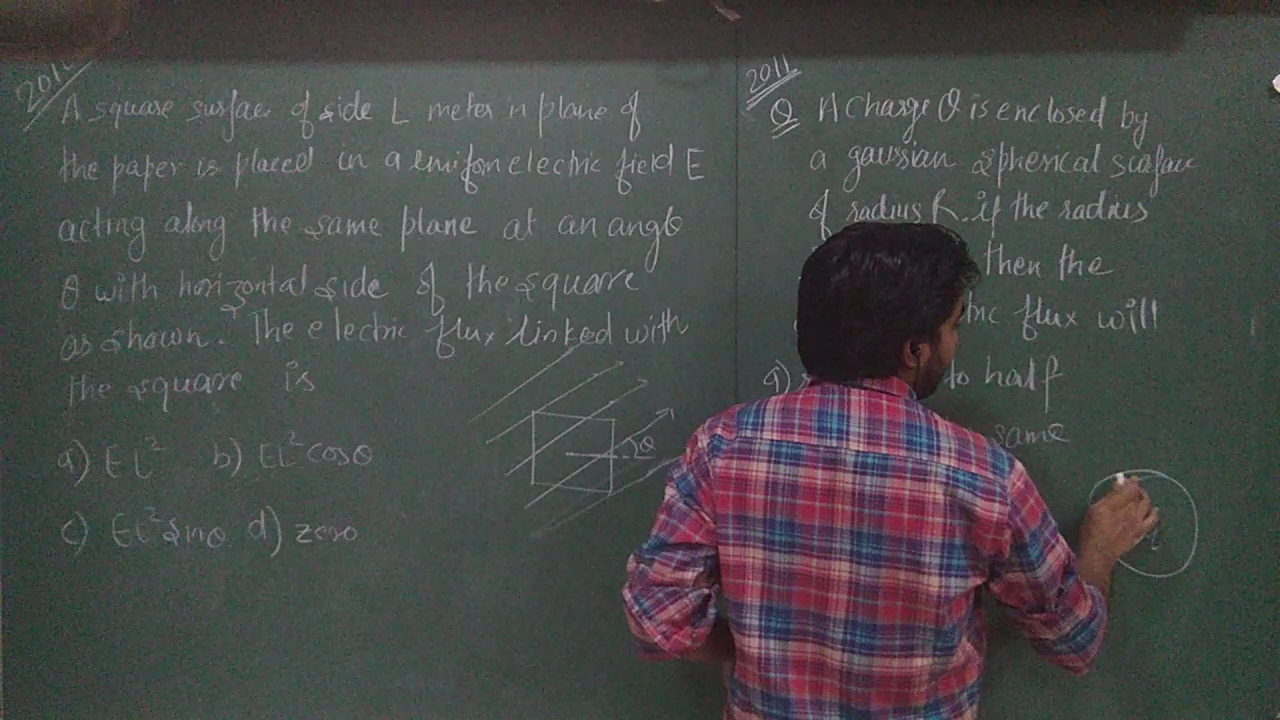 A square surface of side L meter in plane of
the paper is placed in a uniform electric field E
acting along the same plane at an angle
θ with horizontal side of the square
as shown. The electric flux linked with
the square is
a) EL² b) EL² cosθ
c) EL² sinθ d) zero
θ
2011
Q A charge Q is enclosed by
a gaussian spherical surface
of radius R. if the radius
then the
flux will
a) to half
same